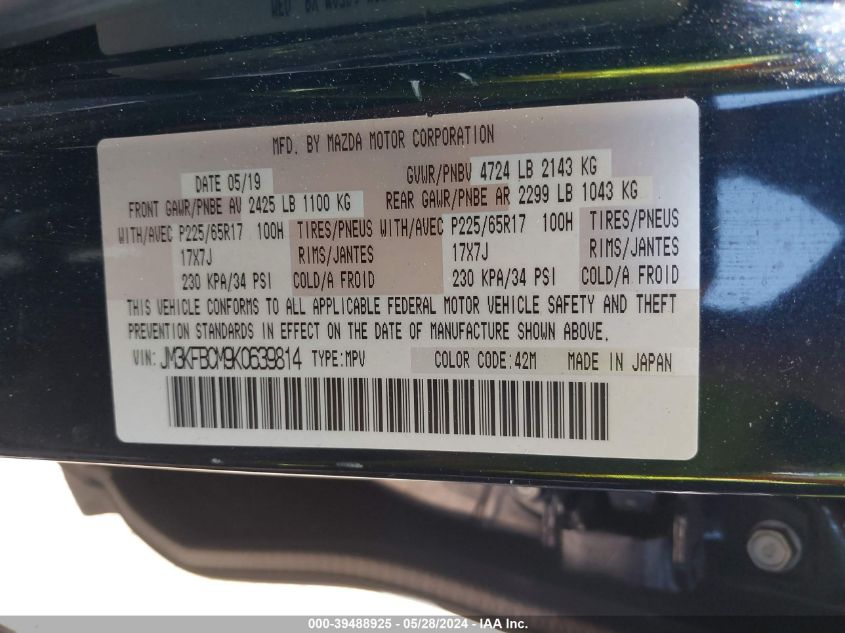 MFD. BY MAZDA MOTOR CORPORATION
DATE 05/19 GVWR/PNBV 4724 LB 2143 KG
FRONT GAWR/PNBE AV 2425 LB 1100 KG REAR GAWR/PNBE AR 2299 LB 1043 KG
WITH/AVEC P225/65R17 100H TIRES/PNEUS WITH/AVEC P225/65R17 100H TIRES/PNEUS
17X7J RIMS/JANTES 17X7J RIMS/JANTES
230 KPA/34 PSI COLD/A FROID 230 KPA/34 PSI COLD/A FROID
THIS VEHICLE CONFORMS TO ALL APPLICABLE FEDERAL MOTOR VEHICLE SAFETY AND THEFT
PREVENTION STANDARDS IN EFFECT ON THE DATE OF MANUFACTURE SHOWN ABOVE.
VIN: JM3KFBCM9K0639814 TYPE:MPV COLOR CODE:42M MADE IN JAPAN
000-39488925 - 05/28/2024 - IAA Inc.